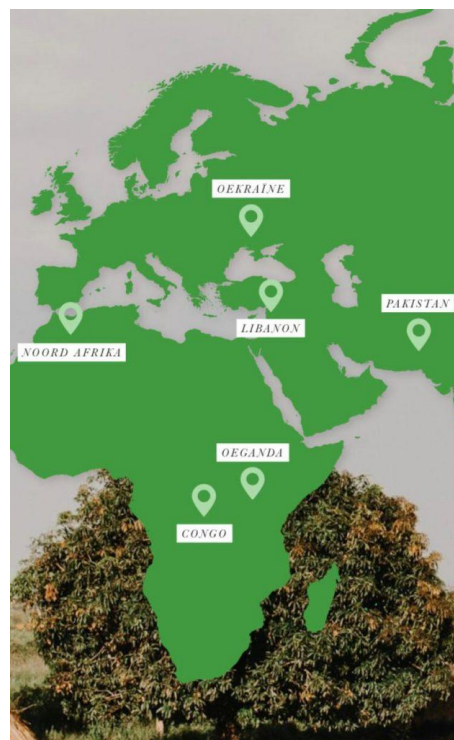 OEKRAÏNE
PAKISTAN
LIBANON
NOORD AFRIKA
OEGANDA
CONGO